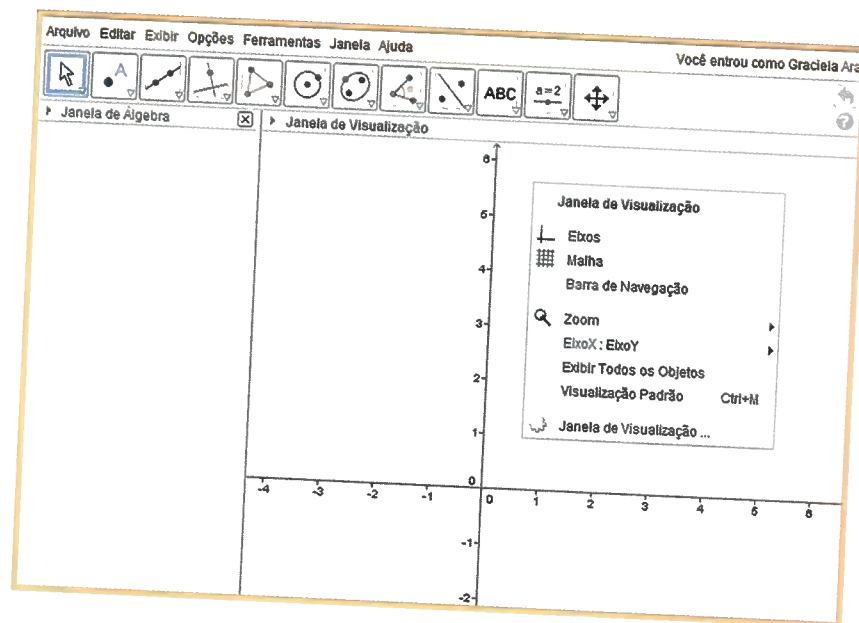 Arquivo Editar Exibir Opções Ferramentas Janela Ajuda
Você entrou como Graciela Ara
A
ABC
a=2
Janela de Álgebra
Janela de Visualização
6
5
4
3
2
1
0
-1
-2
-4 -3 -2 -1 0 1 2 3 4 5 6
Janela de Visualização
Eixos
Malha
Barra de Navegação
Zoom
EixoX : EixoY
Exibir Todos os Objetos
Visualização Padrão Ctrl+M
Janela de Visualização ...